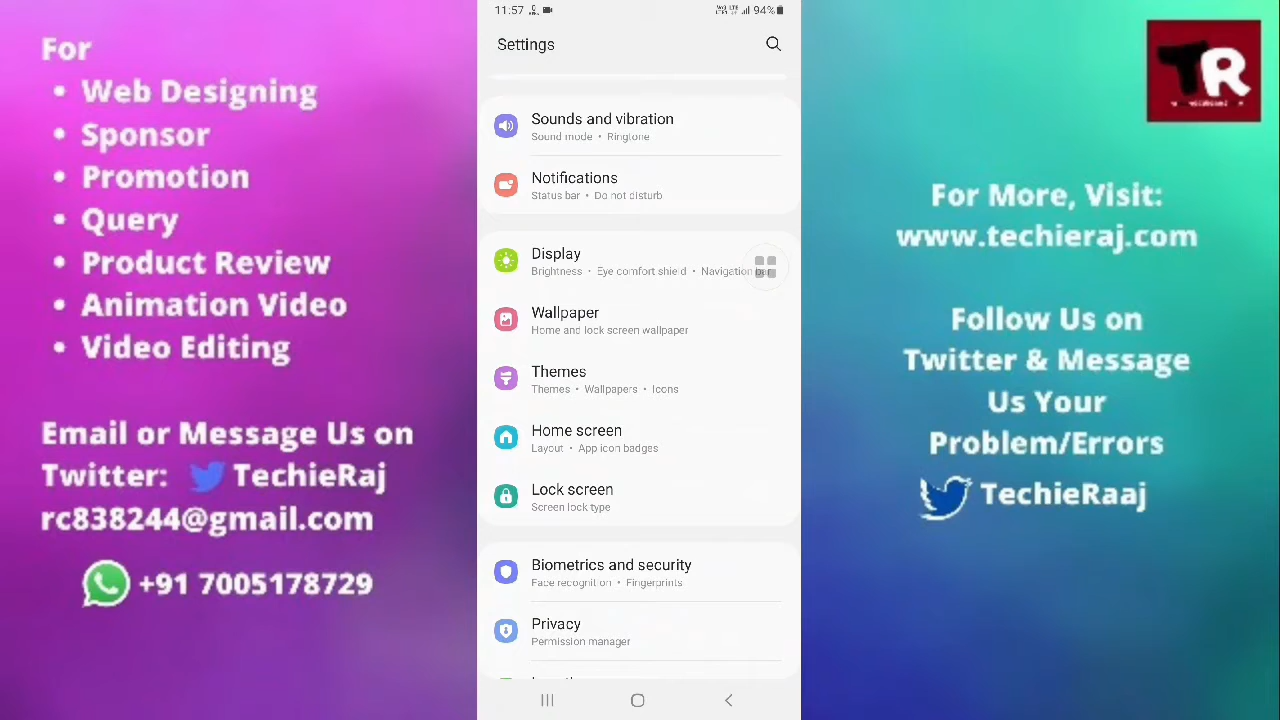 For
• Web Designing
• Sponsor
• Promotion
• Query
• Product Review
• Animation Video
• Video Editing
Email or Message Us on
Twitter: TechieRaj
rc838244@gmail.com
+91 7005178729
11:57
94%
Settings
Sounds and vibration
Sound mode • Ringtone
Notifications
Status bar • Do not disturb
Display
Brightness • Eye comfort shield • Navigation bar
Wallpaper
Home and lock screen wallpaper
Themes
Themes • Wallpapers • Icons
Home screen
Layout • App icon badges
Lock screen
Screen lock type
Biometrics and security
Face recognition • Fingerprints
Privacy
Permission manager
TR
For More, Visit:
www.techieraj.com
Follow Us on
Twitter & Message
Us Your
Problem/Errors
TechieRaaj